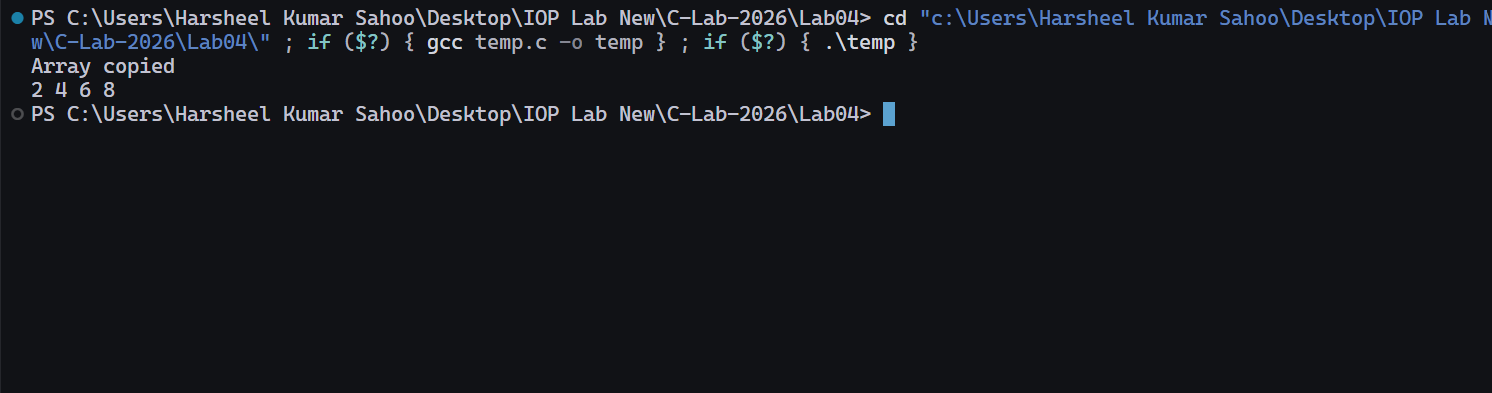 PS C:\Users\Harsheel Kumar Sahoo\Desktop\IOP Lab New\C-Lab-2026\Lab04> cd "c:\Users\Harsheel Kumar Sahoo\Desktop\IOP Lab N
w\C-Lab-2026\Lab04\" ; if ($?) { gcc temp.c -o temp } ; if ($?) { .\temp }
Array copied
2 4 6 8
PS C:\Users\Harsheel Kumar Sahoo\Desktop\IOP Lab New\C-Lab-2026\Lab04>